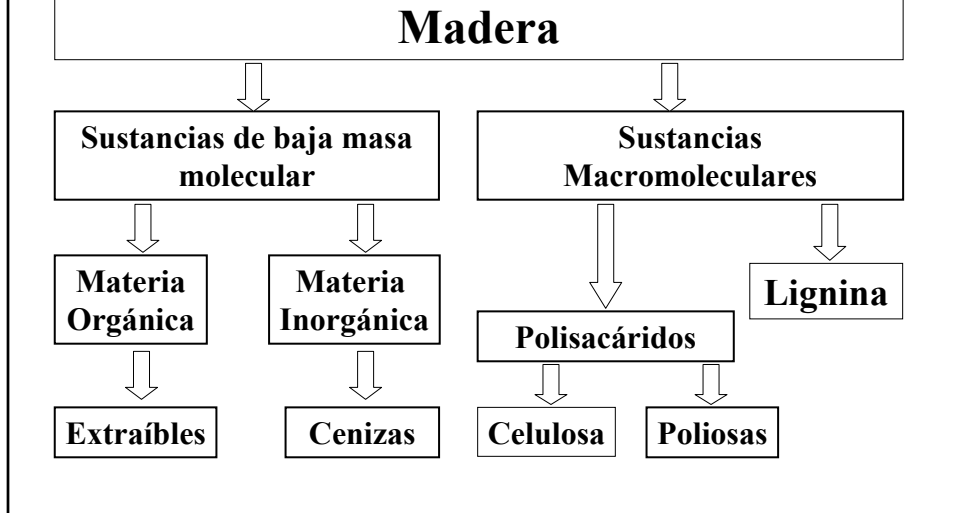 Madera
Sustancias de baja masa
molecular
Sustancias
Macromoleculares
Materia
Orgánica
Materia
Inorgánica
Lignina
Polisacáridos
Extraíbles
Cenizas
Celulosa
Poliosas